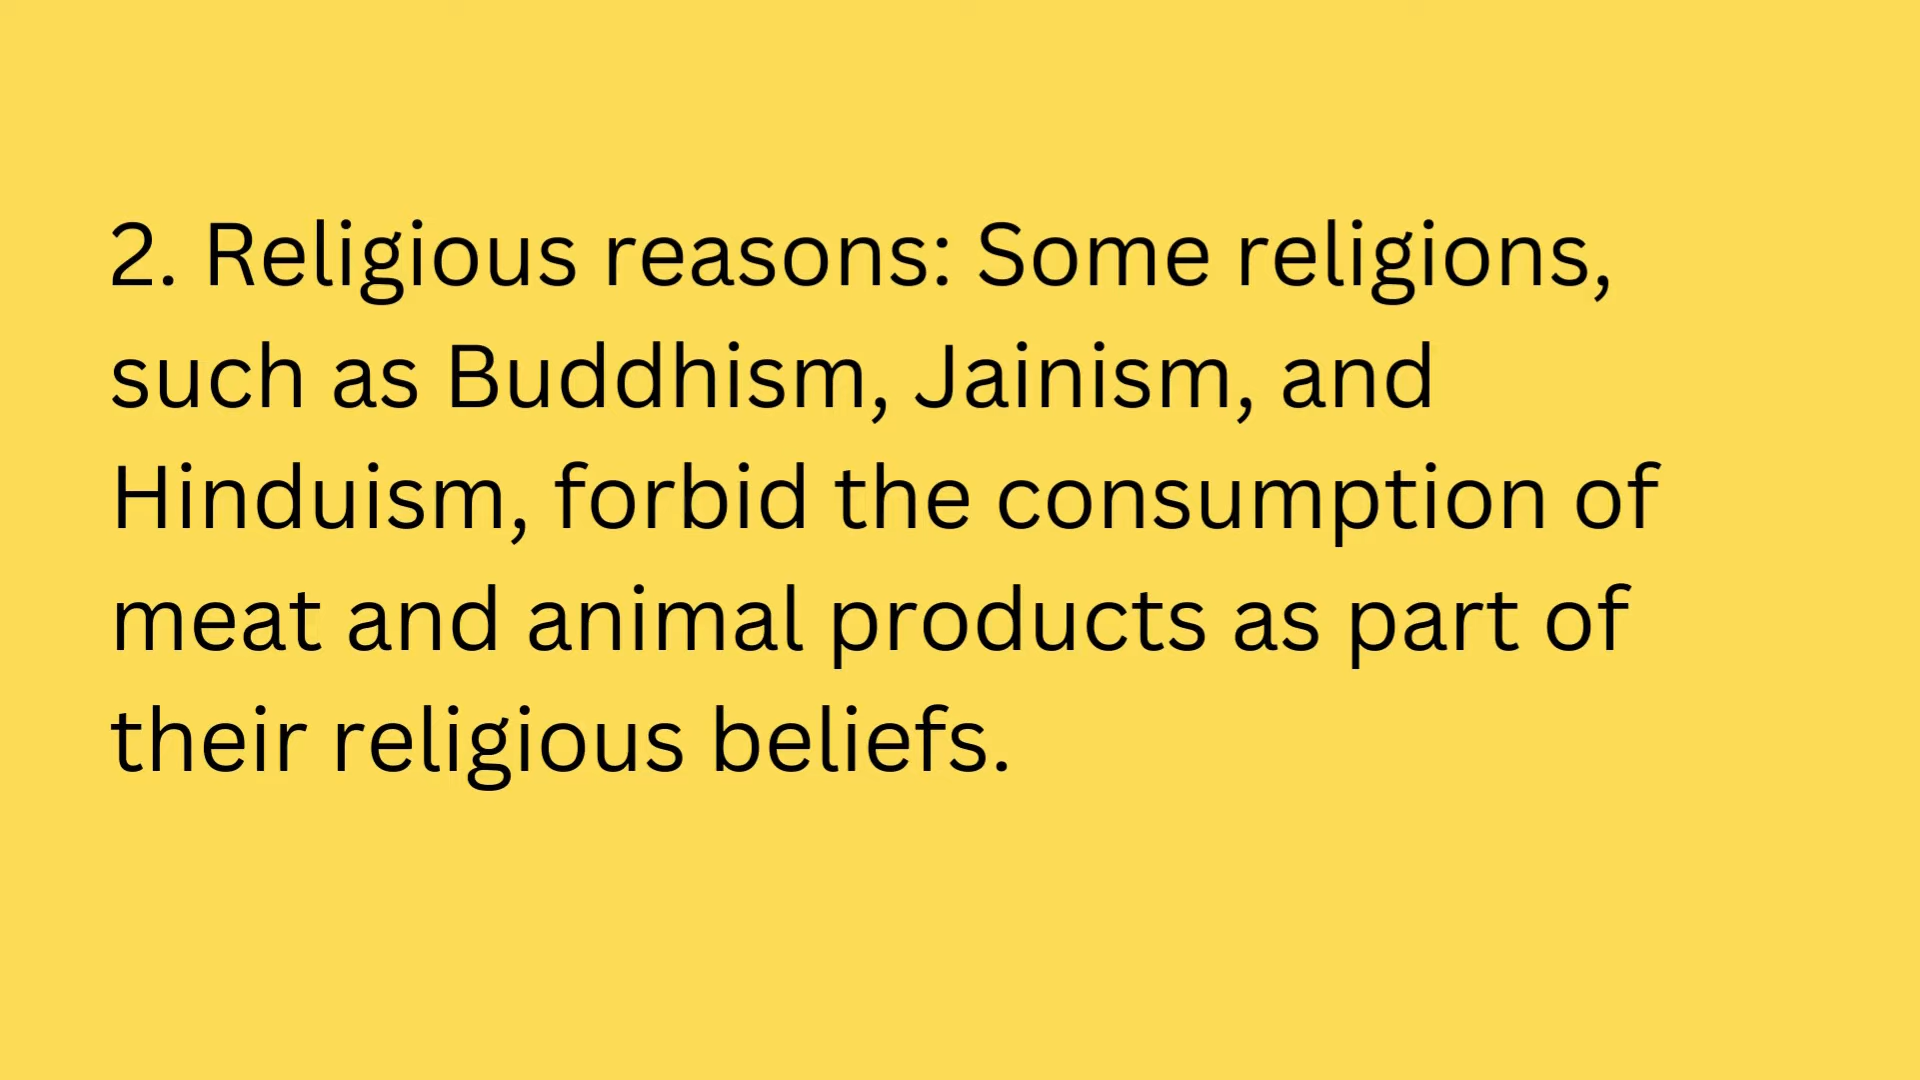 2. Religious reasons: Some religions,
such as Buddhism, Jainism, and
Hinduism, forbid the consumption of
meat and animal products as part of
their religious beliefs.